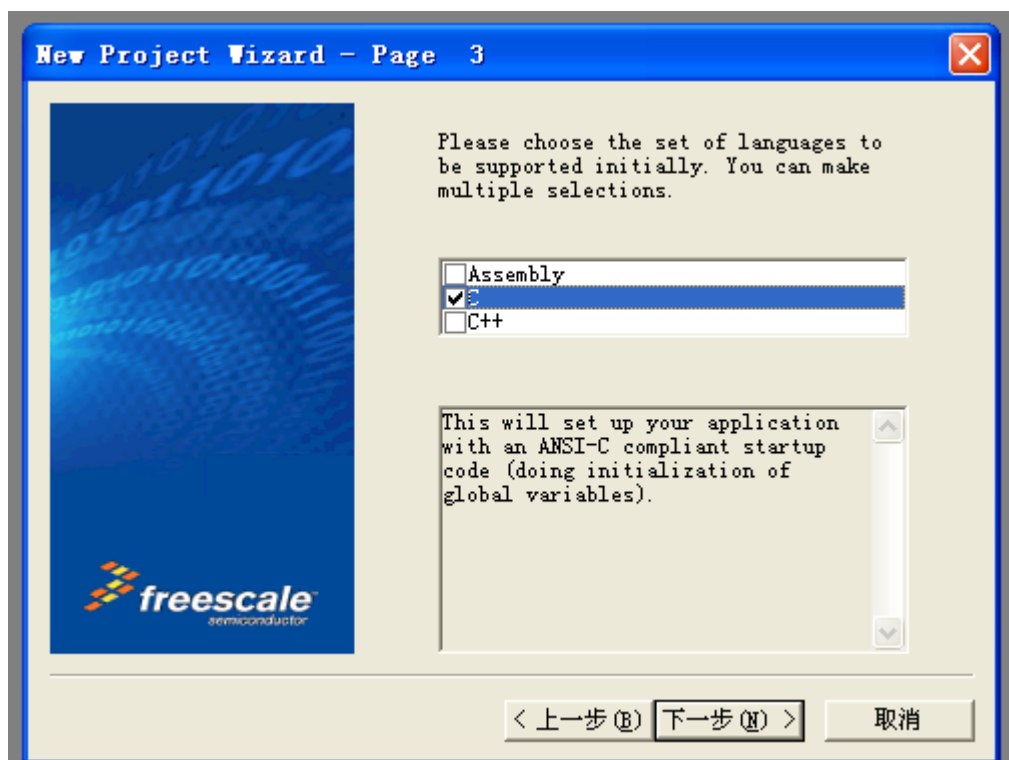 New Project Wizard - Page 3
Please choose the set of languages to
be supported initially. You can make
multiple selections.
Assembly
C
C++
This will set up your application
with an ANSI-C compliant startup
code (doing initialization of
global variables).
freescale
semiconductor
< 上一步(B) 下一步(N) > 取消